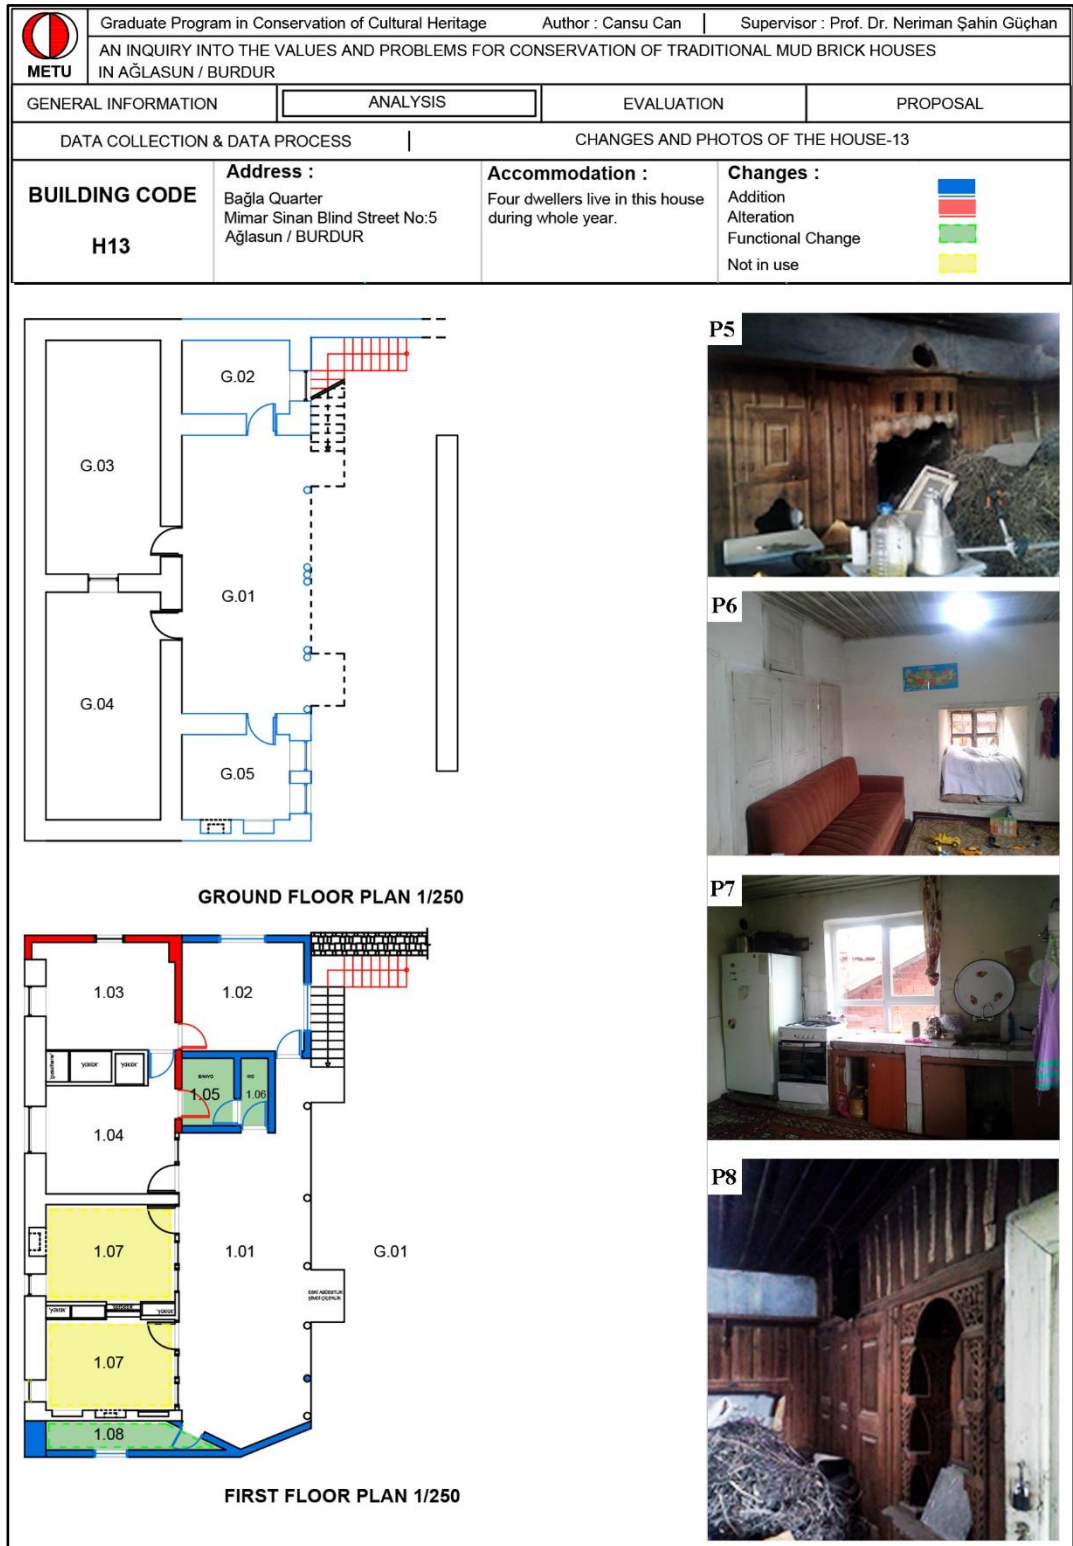 Graduate Program in Conservation of Cultural Heritage Author : Cansu Can | Supervisor : Prof. Dr. Neriman Şahin Güçhan
METU
AN INQUIRY INTO THE VALUES AND PROBLEMS FOR CONSERVATION OF TRADITIONAL MUD BRICK HOUSES
IN AĞLASUN / BURDUR
GENERAL INFORMATION ANALYSIS EVALUATION PROPOSAL
DATA COLLECTION & DATA PROCESS | CHANGES AND PHOTOS OF THE HOUSE-13
BUILDING CODE
H13
Address :
Bağla Quarter
Mimar Sinan Blind Street No:5
Ağlasun / BURDUR
Accommodation :
Four dwellers live in this house
during whole year.
Changes :
Addition
Alteration
Functional Change
Not in use
G.02
G.03
G.01
G.04
G.05
GROUND FLOOR PLAN 1/250
1.03
1.02
BANYO
WC
1.05
1.06
1.04
1.07
1.01
G.01
1.07
1.08
FIRST FLOOR PLAN 1/250
P5
P6
P7
P8